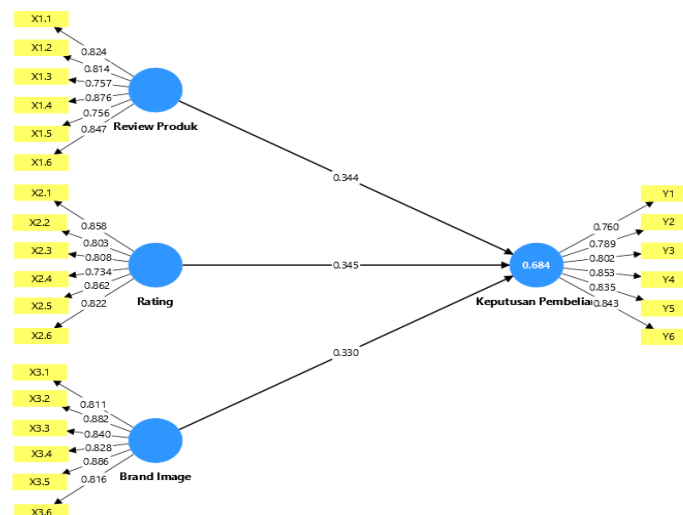 X1.1
0.824
X1.2
0.814
X1.3
0.757
X1.4
0.876
X1.5
0.756
X1.6
0.847
Review Produk
0.344
X2.1
0.858
X2.2
0.803
X2.3
0.808
X2.4
0.734
X2.5
0.862
X2.6
0.822
Rating
0.345
X3.1
0.811
X3.2
0.882
X3.3
0.840
X3.4
0.828
X3.5
0.886
X3.6
0.816
Brand Image
0.330
0.684
Keputusan Pembelia
Y1
0.760
Y2
0.789
Y3
0.802
Y4
0.853
Y5
0.835
Y6
0.843